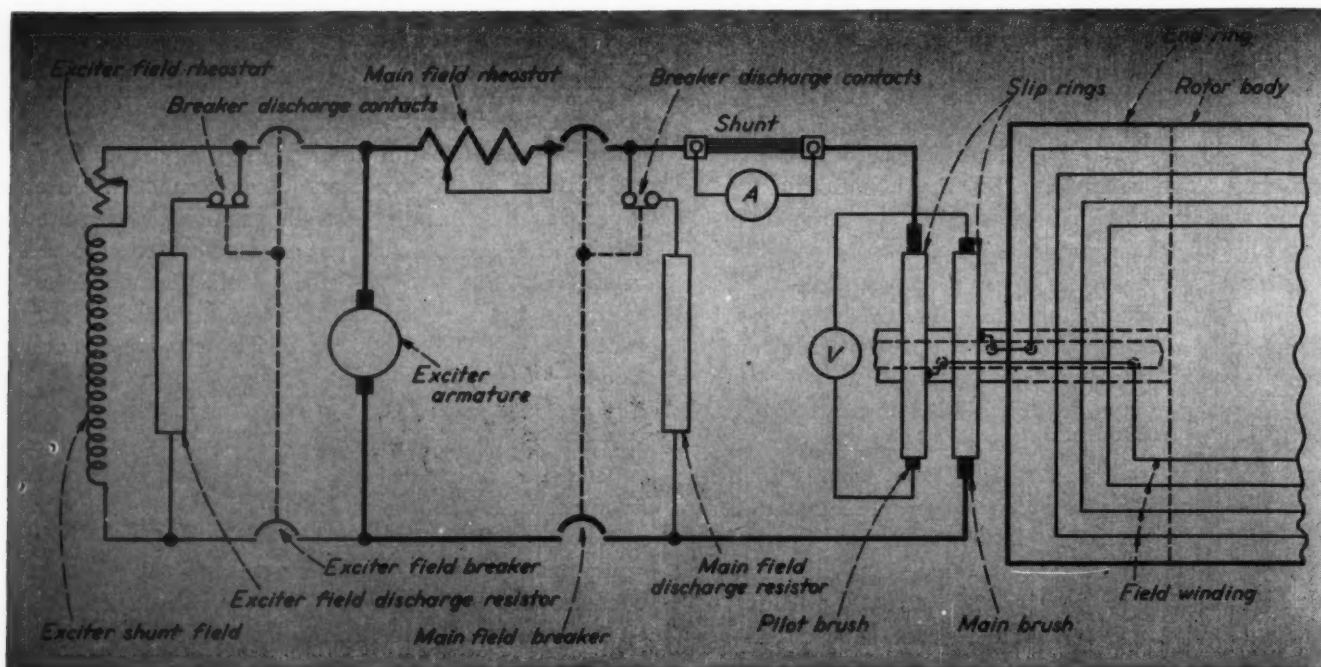 End ring
Exciter field rheostat
Main field rheostat
Breaker discharge contacts
Slip rings
Rotor body
Breaker discharge contacts
Shunt
A
V
Exciter
armature
Exciter field breaker
Main field
discharge resistor
Exciter field discharge resistor
Field winding
Exciter shunt field
Main field breaker
Pilot brush
Main brush